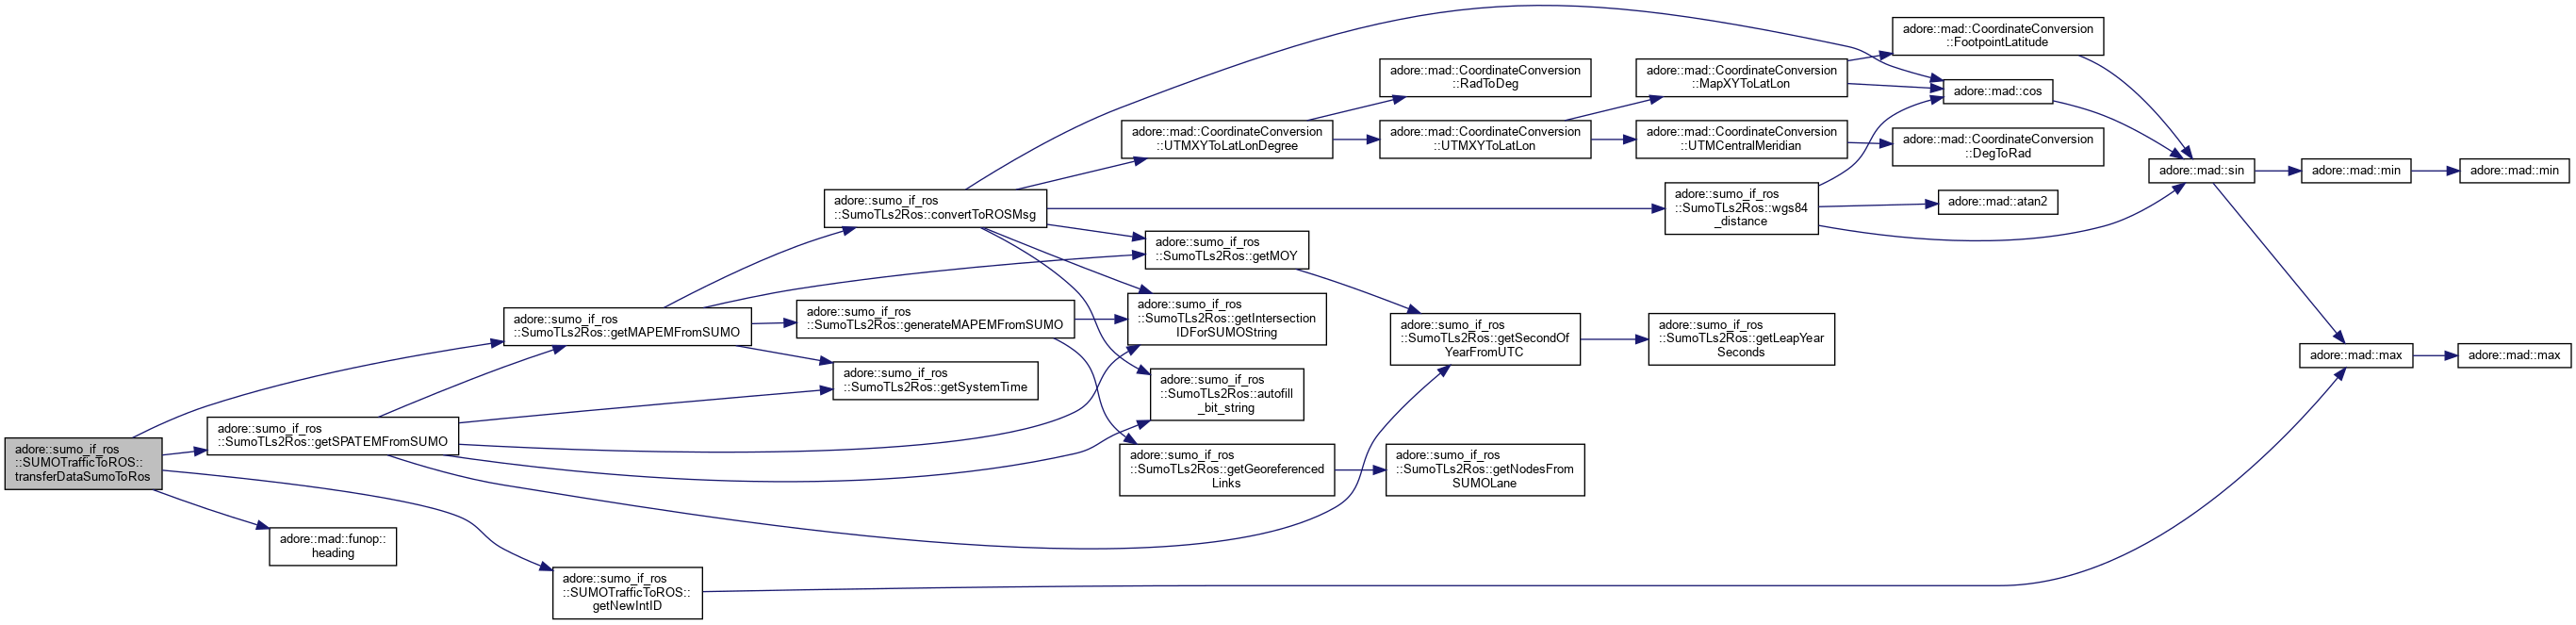 adore::sumo_if_ros
::SUMOTrafficToROS::
transferDataSumoToRos
adore::sumo_if_ros
::SumoTLs2Ros::getSPATEMFromSUMO
adore::mad::funop::
heading
adore::sumo_if_ros
::SumoTLs2Ros::getMAPEMFromSUMO
adore::sumo_if_ros
::SUMOTrafficToROS::
getNewIntID
adore::sumo_if_ros
::SumoTLs2Ros::convertToROSMsg
adore::sumo_if_ros
::SumoTLs2Ros::generateMAPEMFromSUMO
adore::sumo_if_ros
::SumoTLs2Ros::getSystemTime
adore::mad::CoordinateConversion
::UTMXYToLatLonDegree
adore::sumo_if_ros
::SumoTLs2Ros::getMOY
adore::sumo_if_ros
::SumoTLs2Ros::getIntersection
IDForSUMOString
adore::sumo_if_ros
::SumoTLs2Ros::autofill
_bit_string
adore::sumo_if_ros
::SumoTLs2Ros::getGeoreferenced
Links
adore::mad::CoordinateConversion
::RadToDeg
adore::mad::CoordinateConversion
::UTMXYToLatLon
adore::sumo_if_ros
::SumoTLs2Ros::getSecondOf
YearFromUTC
adore::sumo_if_ros
::SumoTLs2Ros::getNodesFrom
SUMOLane
adore::mad::CoordinateConversion
::MapXYToLatLon
adore::mad::CoordinateConversion
::UTMCentralMeridian
adore::sumo_if_ros
::SumoTLs2Ros::wgs84
_distance
adore::sumo_if_ros
::SumoTLs2Ros::getLeapYear
Seconds
adore::mad::CoordinateConversion
::FootpointLatitude
adore::mad::cos
adore::mad::CoordinateConversion
::DegToRad
adore::mad::atan2
adore::mad::sin
adore::mad::min
adore::mad::min
adore::mad::max
adore::mad::max